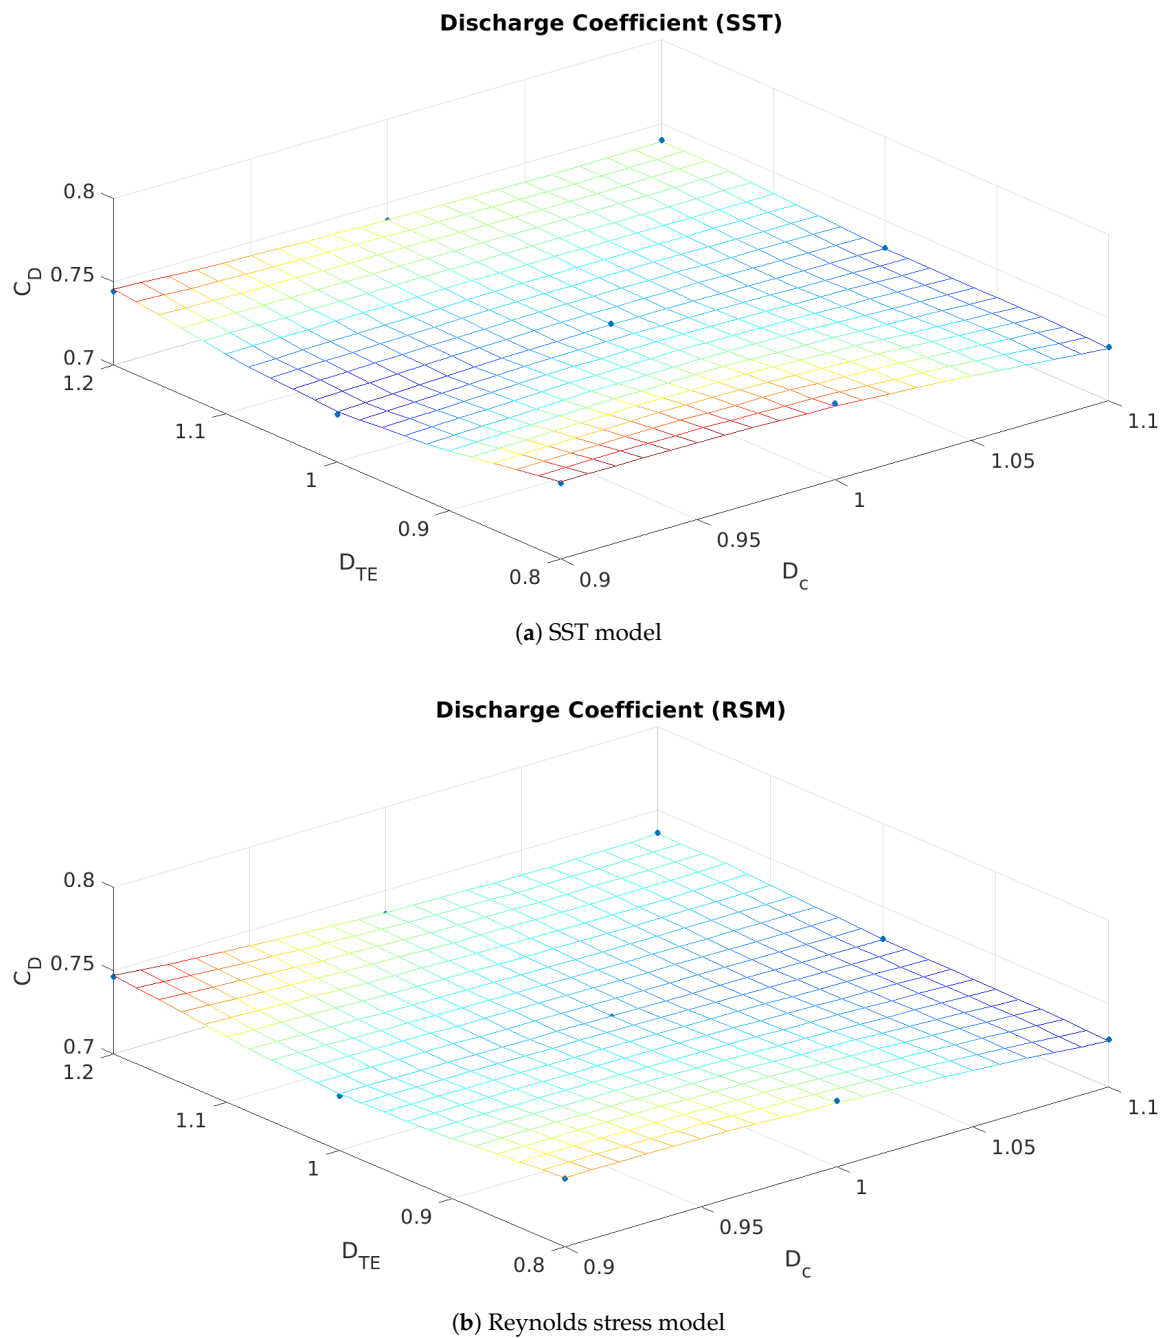 Discharge Coefficient (SST)
0.8
0.75
0.7
C_D
1.2
1.1
1
0.9
0.8
D_TE
0.9
0.95
1
1.05
1.1
D_c
(a) SST model
Discharge Coefficient (RSM)
0.8
0.75
0.7
C_D
1.2
1.1
1
0.9
0.8
D_TE
0.9
0.95
1
1.05
1.1
D_c
(b) Reynolds stress model